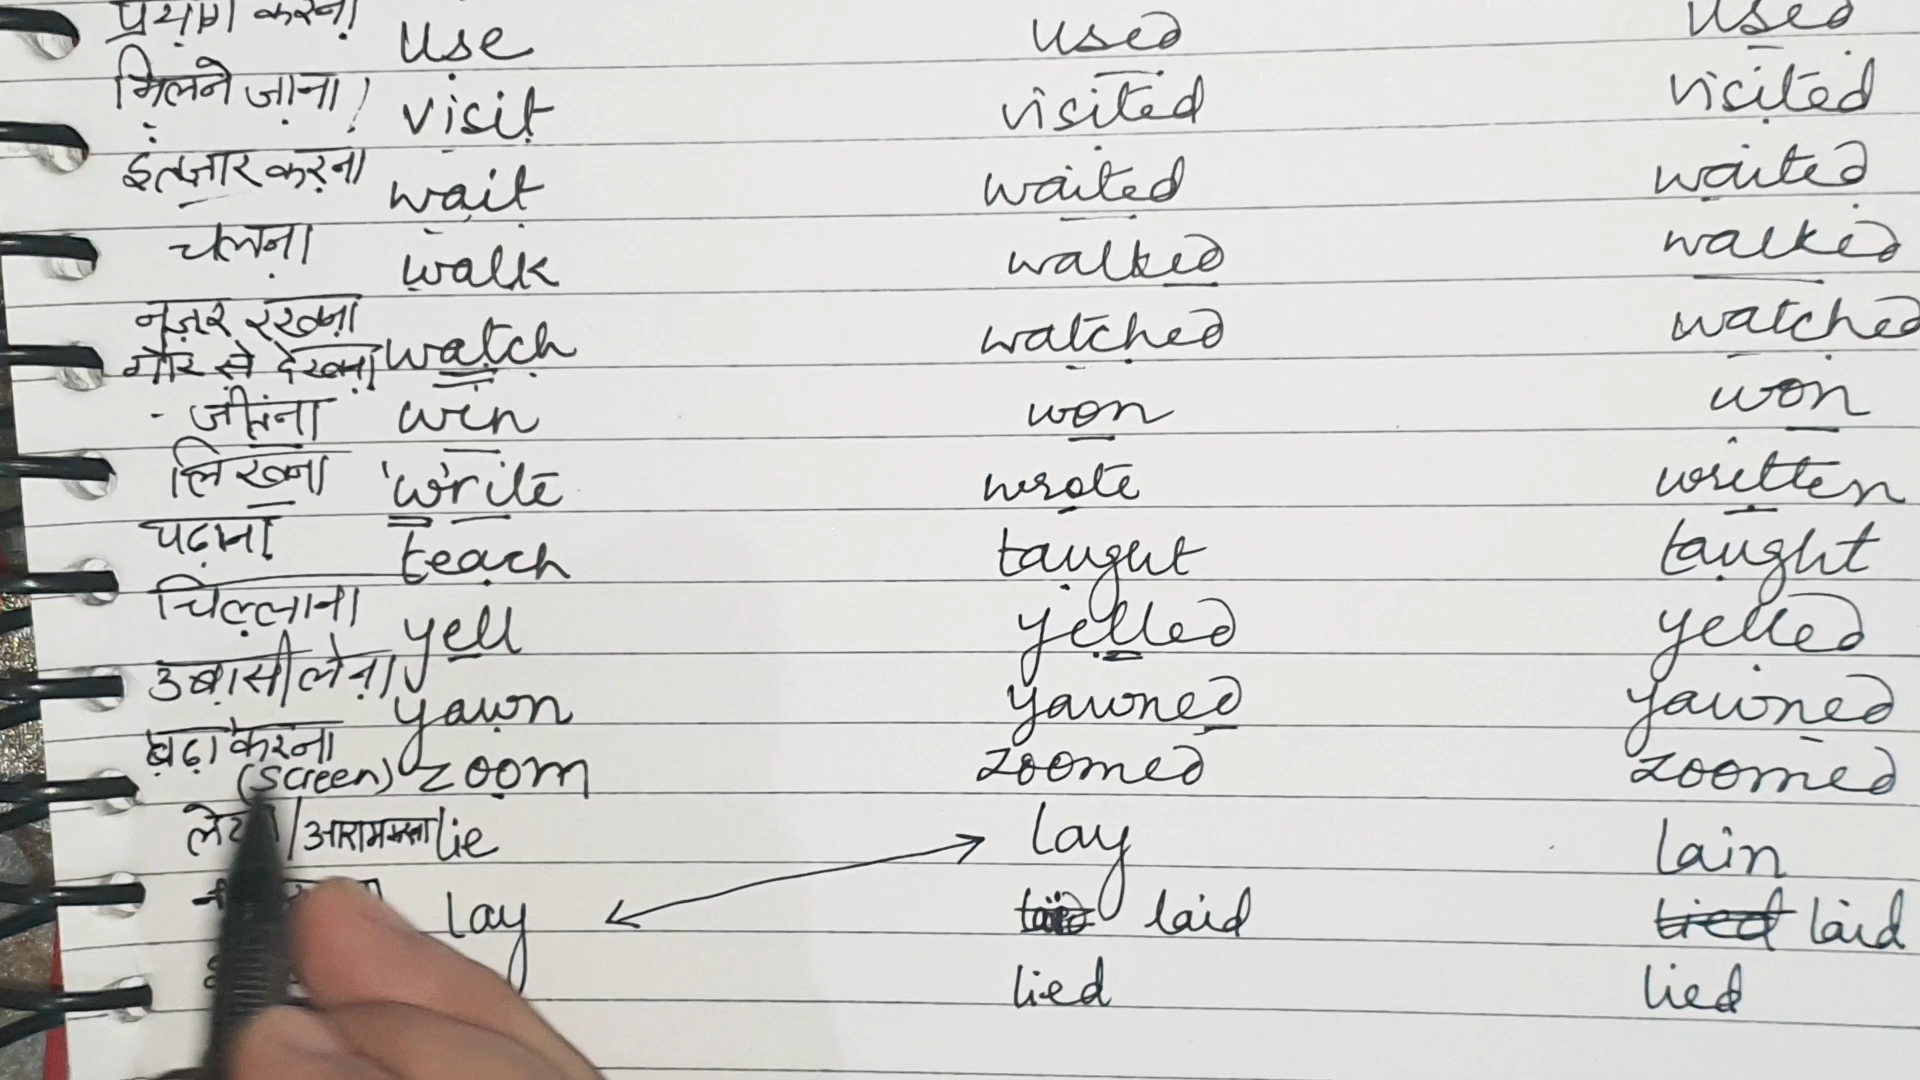 प्रयोग करना use used used
मिलने जाना / visit visited visited
इंतज़ार करना wait waited waited
चलना walk walked walked
नज़र रखना
गौर से देखना watch watched watched
जीतना win won won
लिखना 'write wrote written
पढ़ाना teach taught taught
चिल्लाना yell yelled yelled
उबासी लेना yawn yawned yawned
बढ़ा करना
(screen) zoom zoomed zoomed
/आराम करना lie lay lain
lay laid lied laid
lied lied